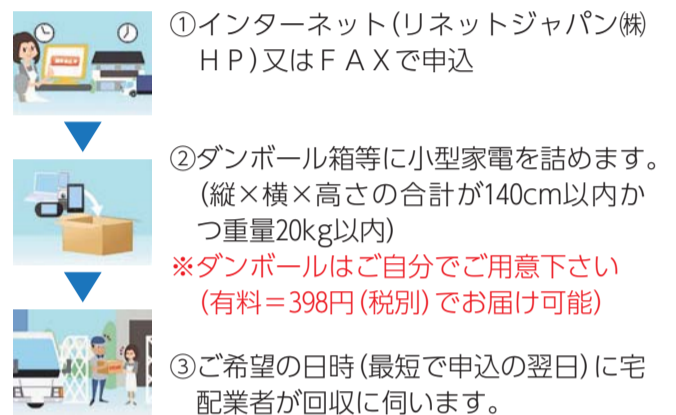 ①インターネット(リネットジャパン㈱
HP)又はFAXで申込
②ダンボール箱等に小型家電を詰めます。
(縦×横×高さの合計が140cm以内か
つ重量20kg以内)
※ダンボールはご自分でご用意下さい
(有料=398円(税別)でお届け可能)
③ご希望の日時(最短で申込の翌日)に宅
配業者が回収に伺います。